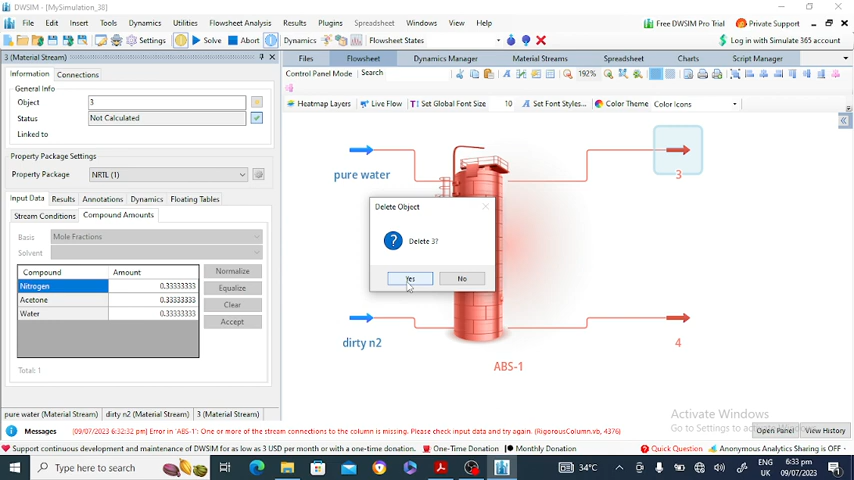 DWSIM - [MySimulation_38]
File Edit Insert Tools Dynamics Utilities Flowsheet Analysis Results Plugins Spreadsheet Windows View Help
Free DWSIM Pro Trial Private Support
Settings Solve Abort Dynamics Flowsheet States
Log in with Simulate 365 account
3 (Material Stream)
Files Flowsheet Dynamics Manager Material Streams Spreadsheet Charts Script Manager
Information Connections
Control Panel Mode Search 192%
General Info
Object 3
Status Not Calculated
Linked to
Heatmap Layers Live Flow Set Global Font Size 10 Set Font Styles... Color Theme Color Icons
Property Package Settings
Property Package NRTL (1)
Input Data Results Annotations Dynamics Floating Tables
Stream Conditions Compound Amounts
Basis Mole Fractions
Solvent
Compound Amount
Nitrogen 0.33333333
Acetone 0.33333333
Water 0.33333333
Normalize
Equalize
Clear
Accept
Total: 1
pure water
3
Delete Object
Delete 3?
Yes No
dirty n2
4
ABS-1
Activate Windows
Go to Settings to
pure water (Material Stream) dirty n2 (Material Stream) 3 (Material Stream)
Messages [09/07/2023 6:32:32 pm] Error in 'ABS-1': One or more of the stream connections to the column is missing. Please check input data and try again. (RigorousColumn.vb, 4376)
Open Panel View History
Support continuous development and maintenance of DWSIM for as low as 3 USD per month or with a one-time donation. One-Time Donation Monthly Donation Quick Question Anonymous Analytics Sharing is OFF
Type here to search
34°C
ENG
UK
6:33 pm
09/07/2023